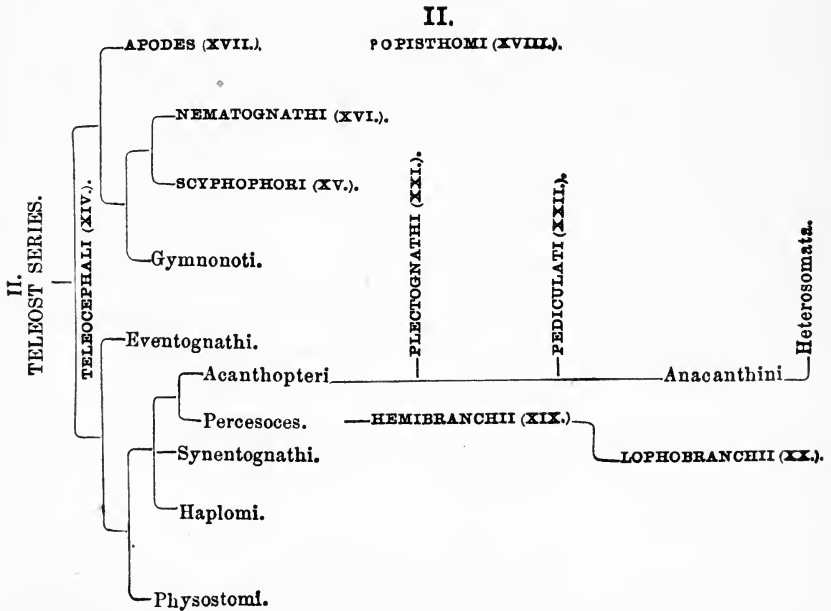 II.
APODES (XVII.). POPISTHOMI (XVIII.).
NEMATOGNATHI (XVI.).
SCYPHOPHORI (XV.).
Gymnonoti.
II.
TELEOST SERIES.
TELEOCEPHALI (XIV.).
PLECTOGNATHI (XXI.).
PEDICULATI (XXII.).
Heterosomata.
Eventognathi.
Acanthopteri Anacanthini
Percesoces. HEMIBRANCHII (XIX.)
Synentognathi. LOPHOBRANCHII (XX.).
Haplomi.
Physostomi.